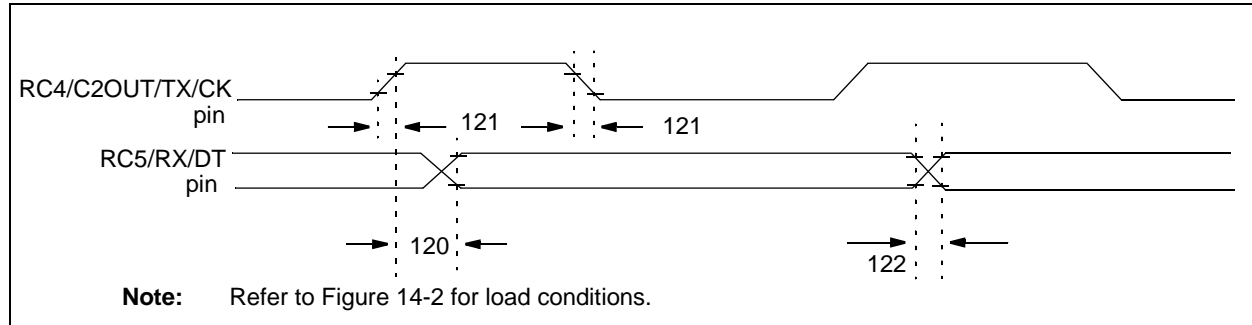 RC4/C2OUT/TX/CK
pin
121
121
RC5/RX/DT
pin
120
122
Note: Refer to Figure 14-2 for load conditions.